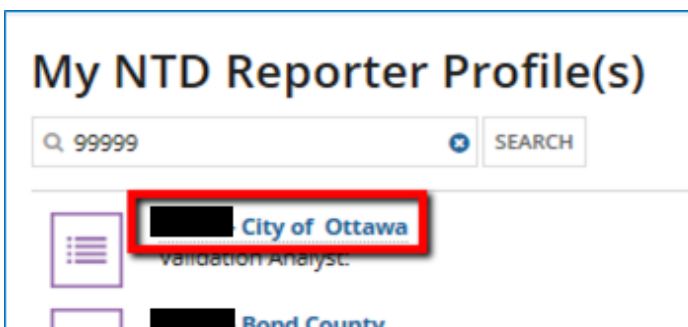 My NTD Reporter Profile(s)
99999 SEARCH
- City of Ottawa
Validation Analyst:
Bond County